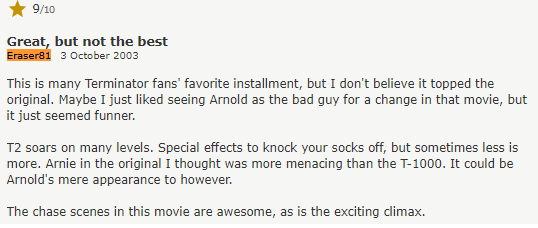 9/10
Great, but not the best
Eraser81 3 October 2003
This is many Terminator fans' favorite installment, but I don't believe it topped the
original. Maybe I just liked seeing Arnold as the bad guy for a change in that movie, but
it just seemed funner.
T2 soars on many levels. Special effects to knock your socks off, but sometimes less is
more. Arnie in the original I thought was more menacing than the T-1000. It could be
Arnold's mere appearance to however.
The chase scenes in this movie are awesome, as is the exciting climax.